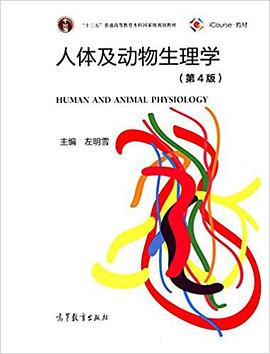 "十二五"普通高等教育本科国家级规划教材
iCourse·教材
人体及动物生理学
(第4版)
HUMAN AND ANIMAL PHYSIOLOGY
主编 左明雪
高等教育出版社